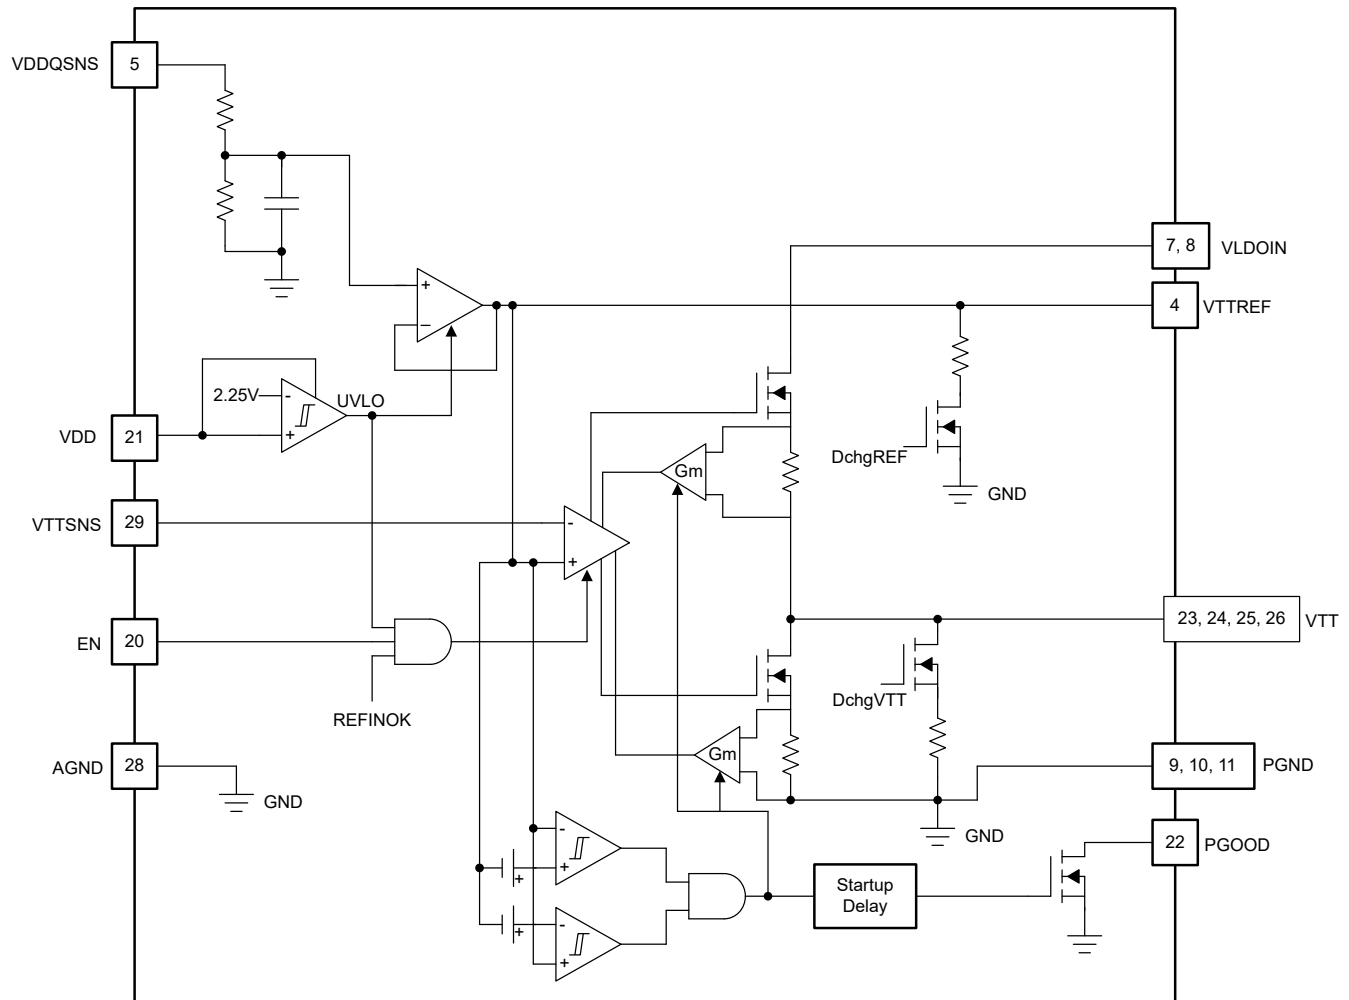 VDDQSNS
5
7, 8
VLDOIN
+
4
VTTREF
−
2.25V
-
UVLO
+
VDD
21
DchgREF
Gm
GND
VTTSNS
29
-
+
23, 24, 25, 26
VTT
EN
20
DchgVTT
REFINOK
Gm
AGND
28
GND
9, 10, 11
PGND
GND
22
PGOOD
-
+
+
Startup
Delay
-
+
+